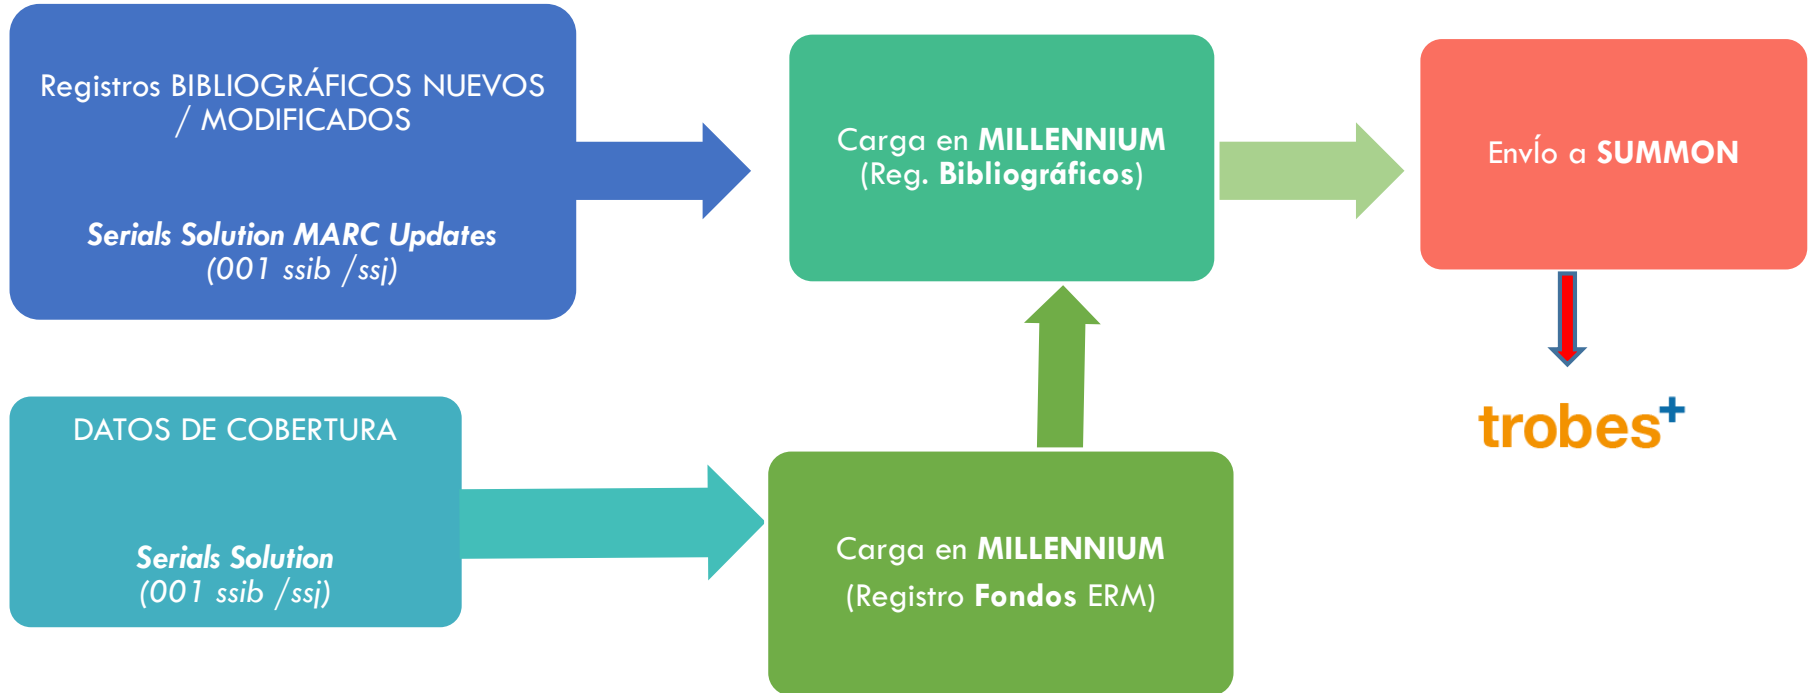 Registros BIBLIOGRÁFICOS NUEVOS
/ MODIFICADOS
Serials Solution MARC Updates
(001 ssib /ssj)
Carga en MILLENNIUM
(Reg. Bibliográficos)
Envío a SUMMON
trobes+
DATOS DE COBERTURA
Serials Solution
(001 ssib /ssj)
Carga en MILLENNIUM
(Registro Fondos ERM)